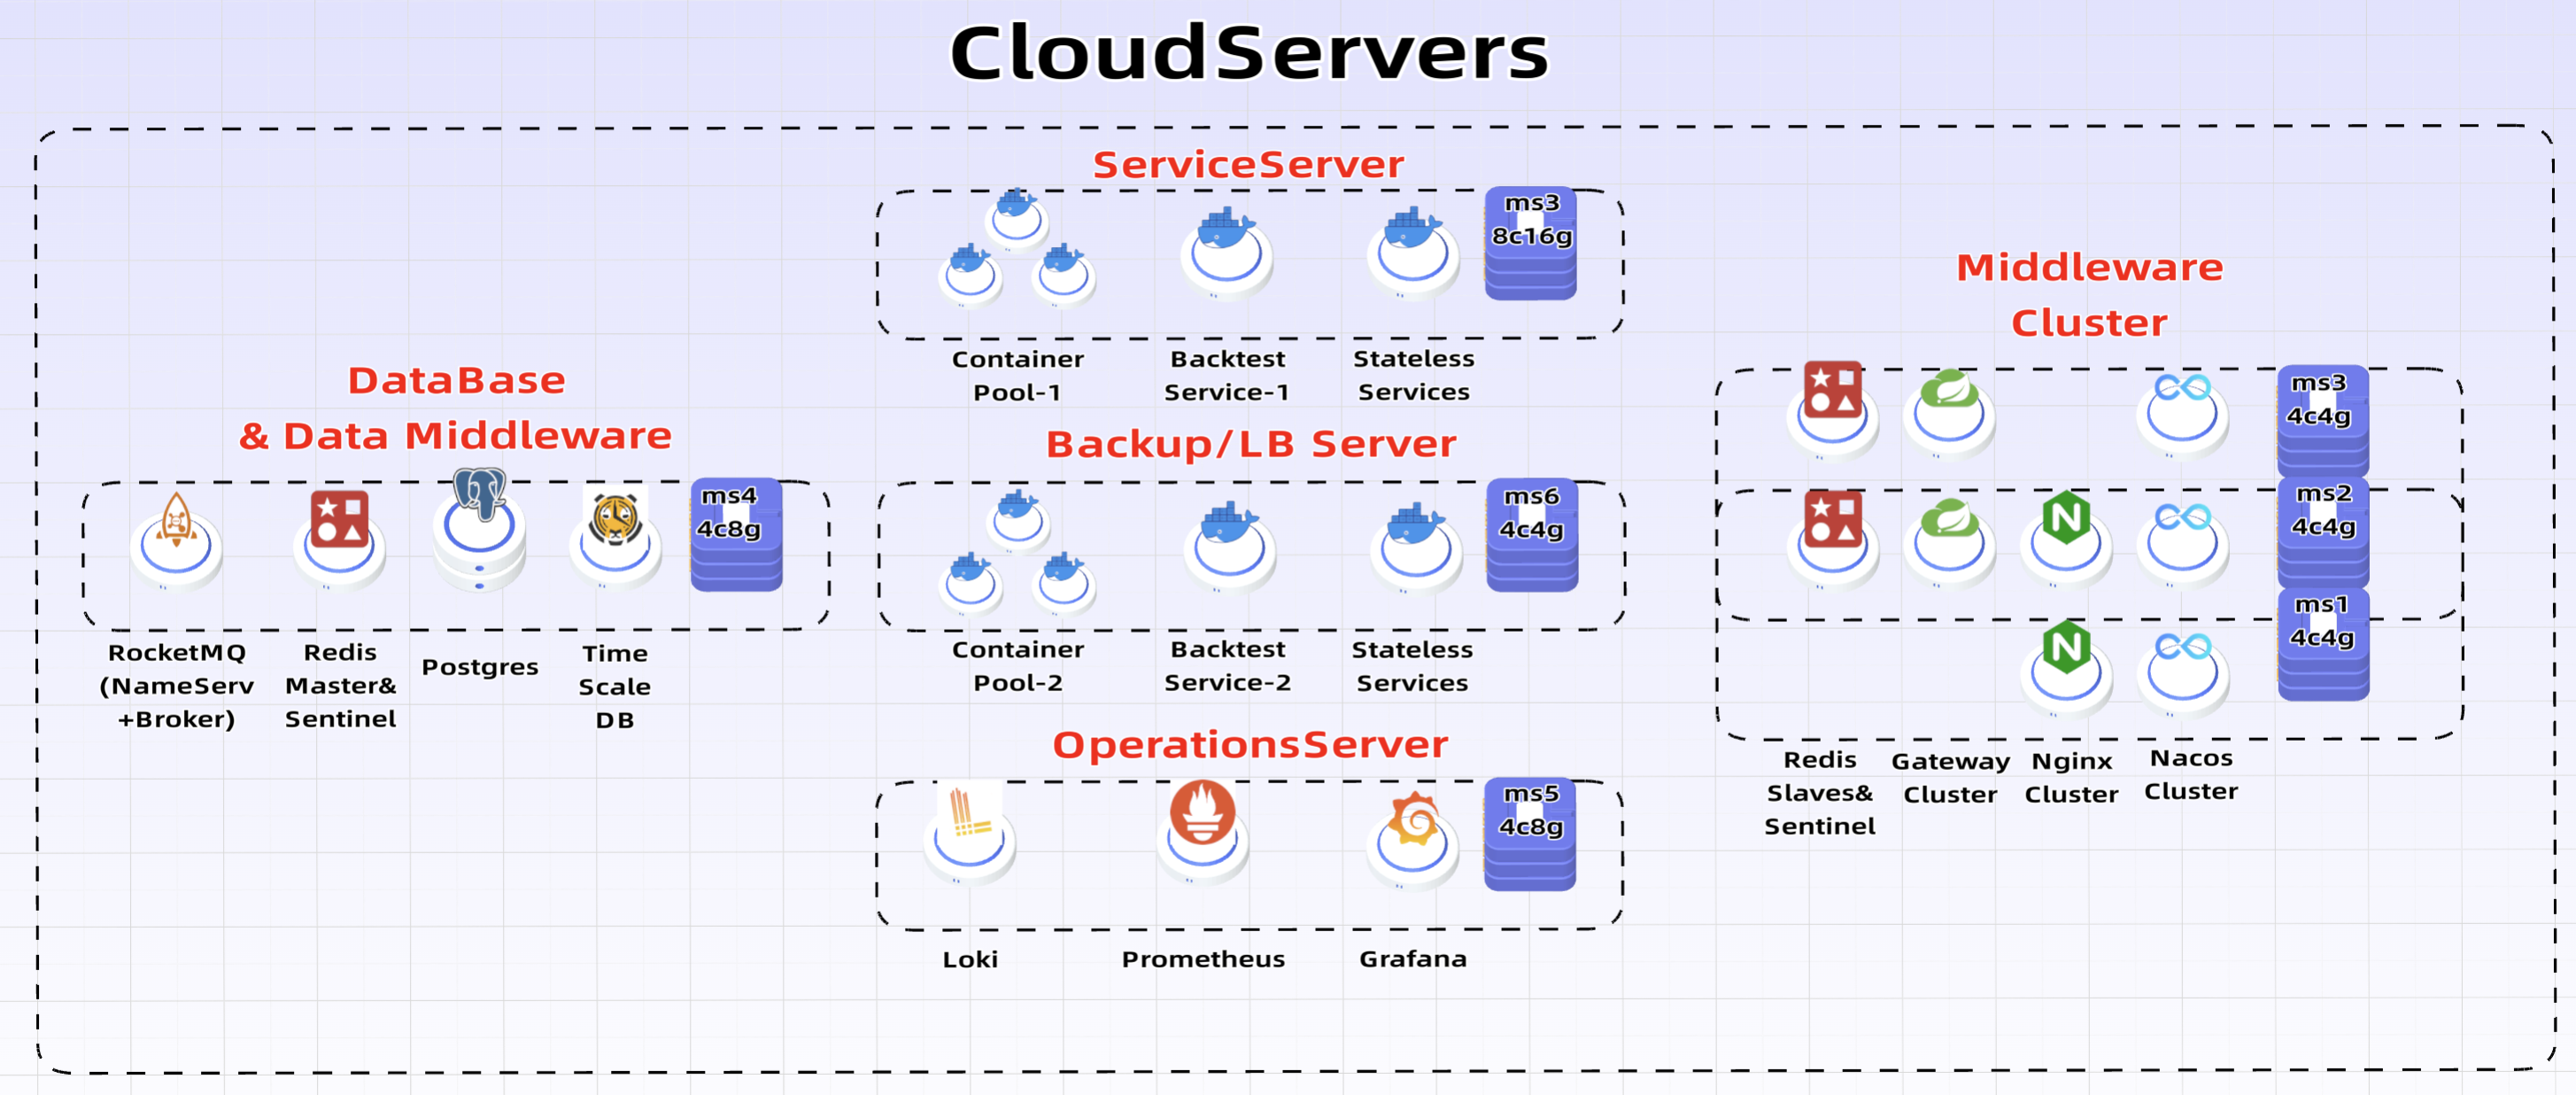 CloudServers
ServiceServer
ms3
8c16g
Container
Pool-1
Backtest
Service-1
Stateless
Services
DataBase
& Data Middleware
ms4
4c8g
RocketMQ
(NameServ
+Broker)
Redis
Master&
Sentinel
Postgres
Time
Scale
DB
Backup/LB Server
ms6
4c4g
Container
Pool-2
Backtest
Service-2
Stateless
Services
OperationsServer
ms5
4c8g
Loki
Prometheus
Grafana
Middleware
Cluster
ms3
4c4g
ms2
4c4g
ms1
4c4g
Redis
Slaves&
Sentinel
Gateway
Cluster
Nginx
Cluster
Nacos
Cluster